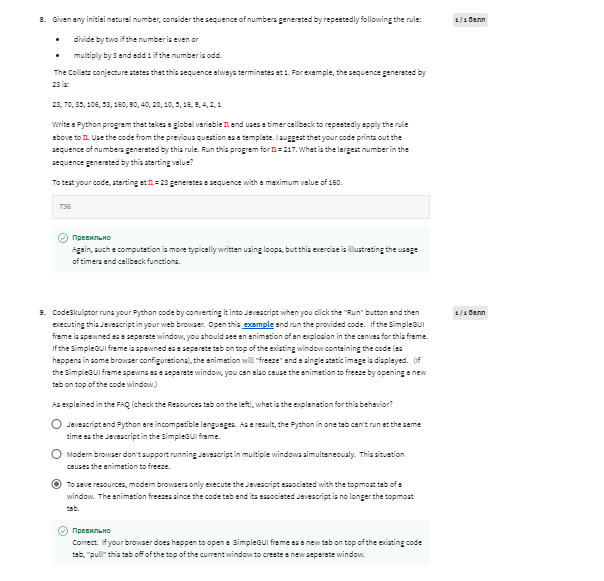 8. Given any initial natural number, consider the sequence of numbers generated by repeatedly following the rule:
1 / 1 балл
• divide by two if the number is even or
• multiply by 3 and add 1 if the number is odd.
The Collatz conjecture states that this sequence always terminates at 1. For example, the sequence generated by
23 is:
23, 70, 35, 106, 53, 160, 80, 40, 20, 10, 5, 16, 8, 4, 2, 1
Write a Python program that takes a global variable n and uses a timer callback to repeatedly apply the rule
above to n. Use the code from the previous question as a template. I suggest that your code prints out the
sequence of numbers generated by this rule. Run this program for n = 217. What is the largest number in the
sequence generated by this starting value?
To test your code, starting at n = 23 generates a sequence with a maximum value of 160.
736
Правильно
Again, such a computation is more typically written using loops, but this exercise is illustrating the usage
of timers and callback functions.
9. CodeSkulptor runs your Python code by converting it into Javascript when you click the "Run" button and then
1 / 1 балл
executing this Javascript in your web browser. Open this example and run the provided code. If the SimpleGUI
frame is spawned as a separate window, you should see an animation of an explosion in the canvas for this frame.
If the SimpleGUI frame is spawned as a separate tab on top of the existing window containing the code (as
happens in some browser configurations), the animation will "freeze" and a single static image is displayed. (If
the SimpleGUI frame spawns as a separate window, you can also cause the animation to freeze by opening a new
tab on top of the code window.)
As explained in the FAQ (check the Resources tab on the left), what is the explanation for this behavior?
Javascript and Python are incompatible languages. As a result, the Python in one tab can't run at the same
time as the Javascript in the SimpleGUI frame.
Modern browser don't support running Javascript in multiple windows simultaneously. This situation
causes the animation to freeze.
To save resources, modern browsers only execute the Javascript associated with the topmost tab of a
window. The animation freezes since the code tab and its associated Javascript is no longer the topmost
tab.
Правильно
Correct. If your browser does happen to open a SimpleGUI frame as a new tab on top of the existing code
tab, "pull" this tab off of the top of the current window to create a new separate window.